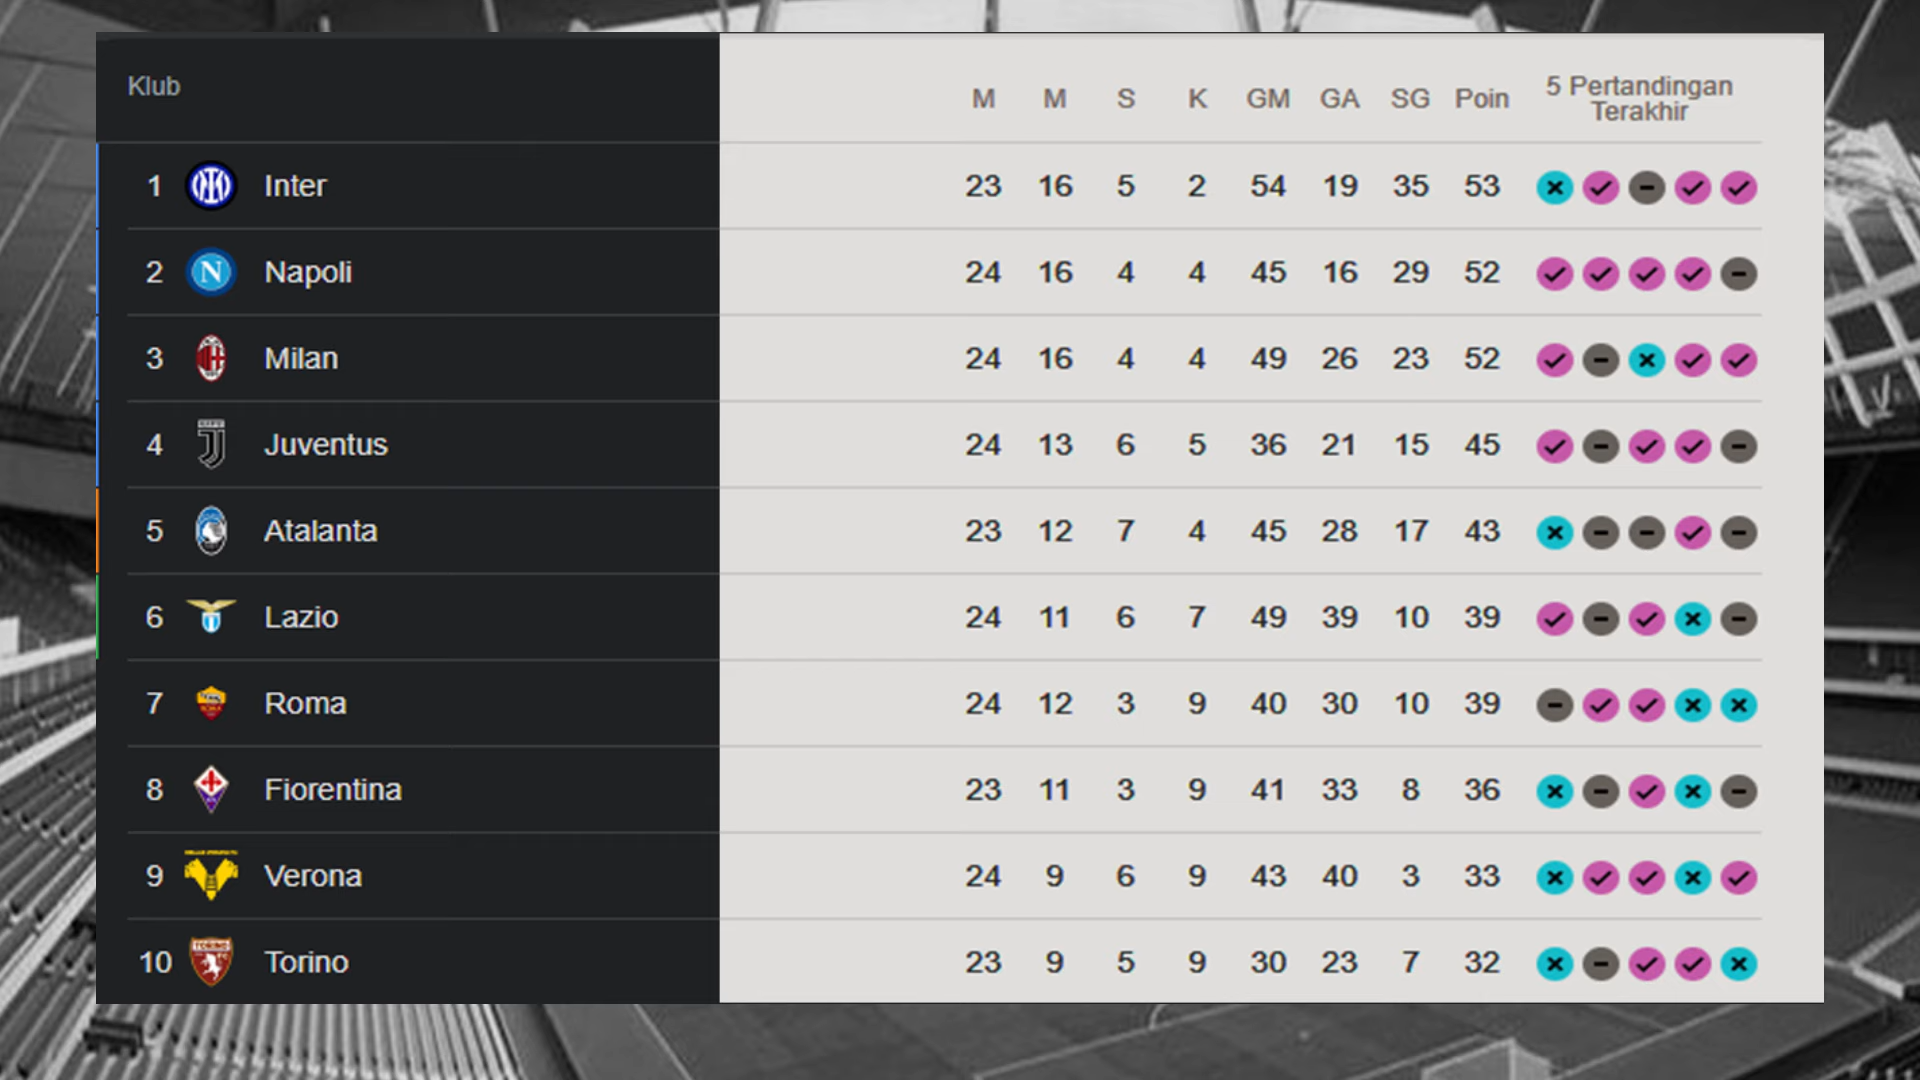 Klub M M S K GM GA SG Poin 5 Pertandingan
Terakhir
1 Inter 23 16 5 2 54 19 35 53
2 N Napoli 24 16 4 4 45 16 29 52
3 Milan 24 16 4 4 49 26 23 52
4 Juventus 24 13 6 5 36 21 15 45
5 Atalanta 23 12 7 4 45 28 17 43
6 Lazio 24 11 6 7 49 39 10 39
7 Roma 24 12 3 9 40 30 10 39
8 Fiorentina 23 11 3 9 41 33 8 36
9 Verona 24 9 6 9 43 40 3 33
10 Torino 23 9 5 9 30 23 7 32